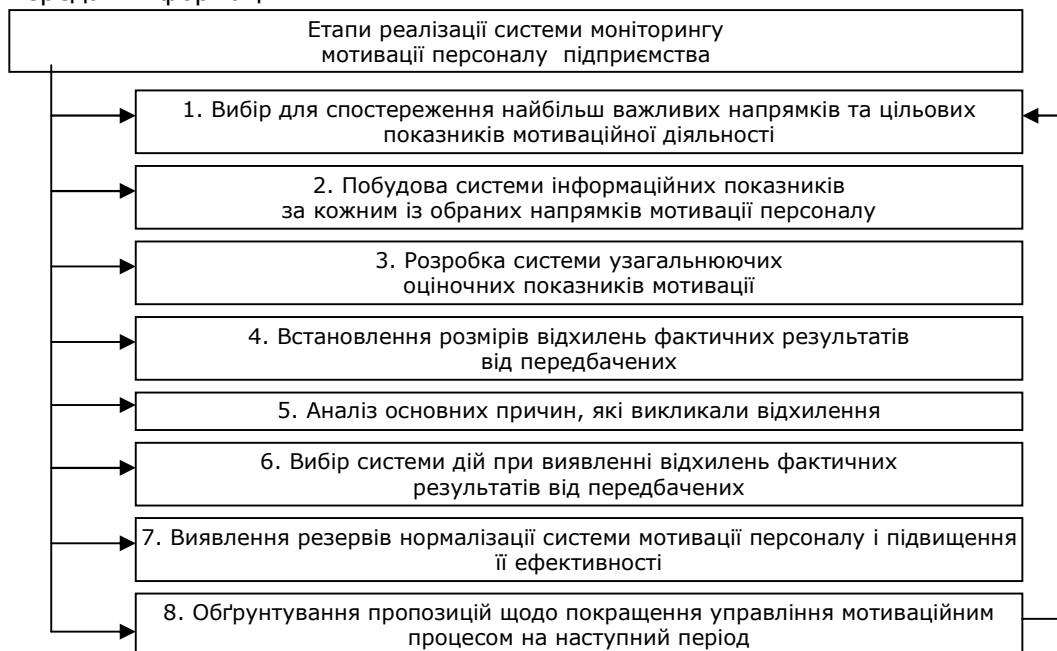 Етапи реалізації системи моніторингу
мотивації персоналу підприємства
1. Вибір для спостереження найбільш важливих напрямків та цільових
показників мотиваційної діяльності
2. Побудова системи інформаційних показників
за кожним із обраних напрямків мотивації персоналу
3. Розробка системи узагальнюючих
оціночних показників мотивації
4. Встановлення розмірів відхилень фактичних результатів
від передбачених
5. Аналіз основних причин, які викликали відхилення
6. Вибір системи дій при виявленні відхилень фактичних
результатів від передбачених
7. Виявлення резервів нормалізації системи мотивації персоналу і підвищення
її ефективності
8. Обґрунтування пропозицій щодо покращення управління мотиваційним
процесом на наступний період